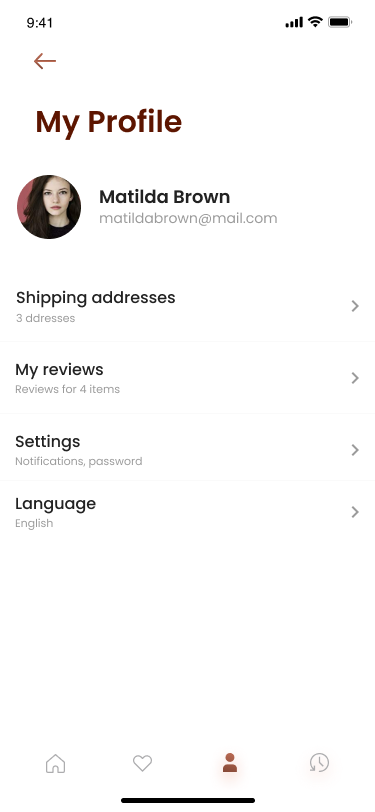 9:41
My Profile
Matilda Brown
matildabrown@mail.com
Shipping addresses
3 ddresses
My reviews
Reviews for 4 items
Settings
Notifications, password
Language
English